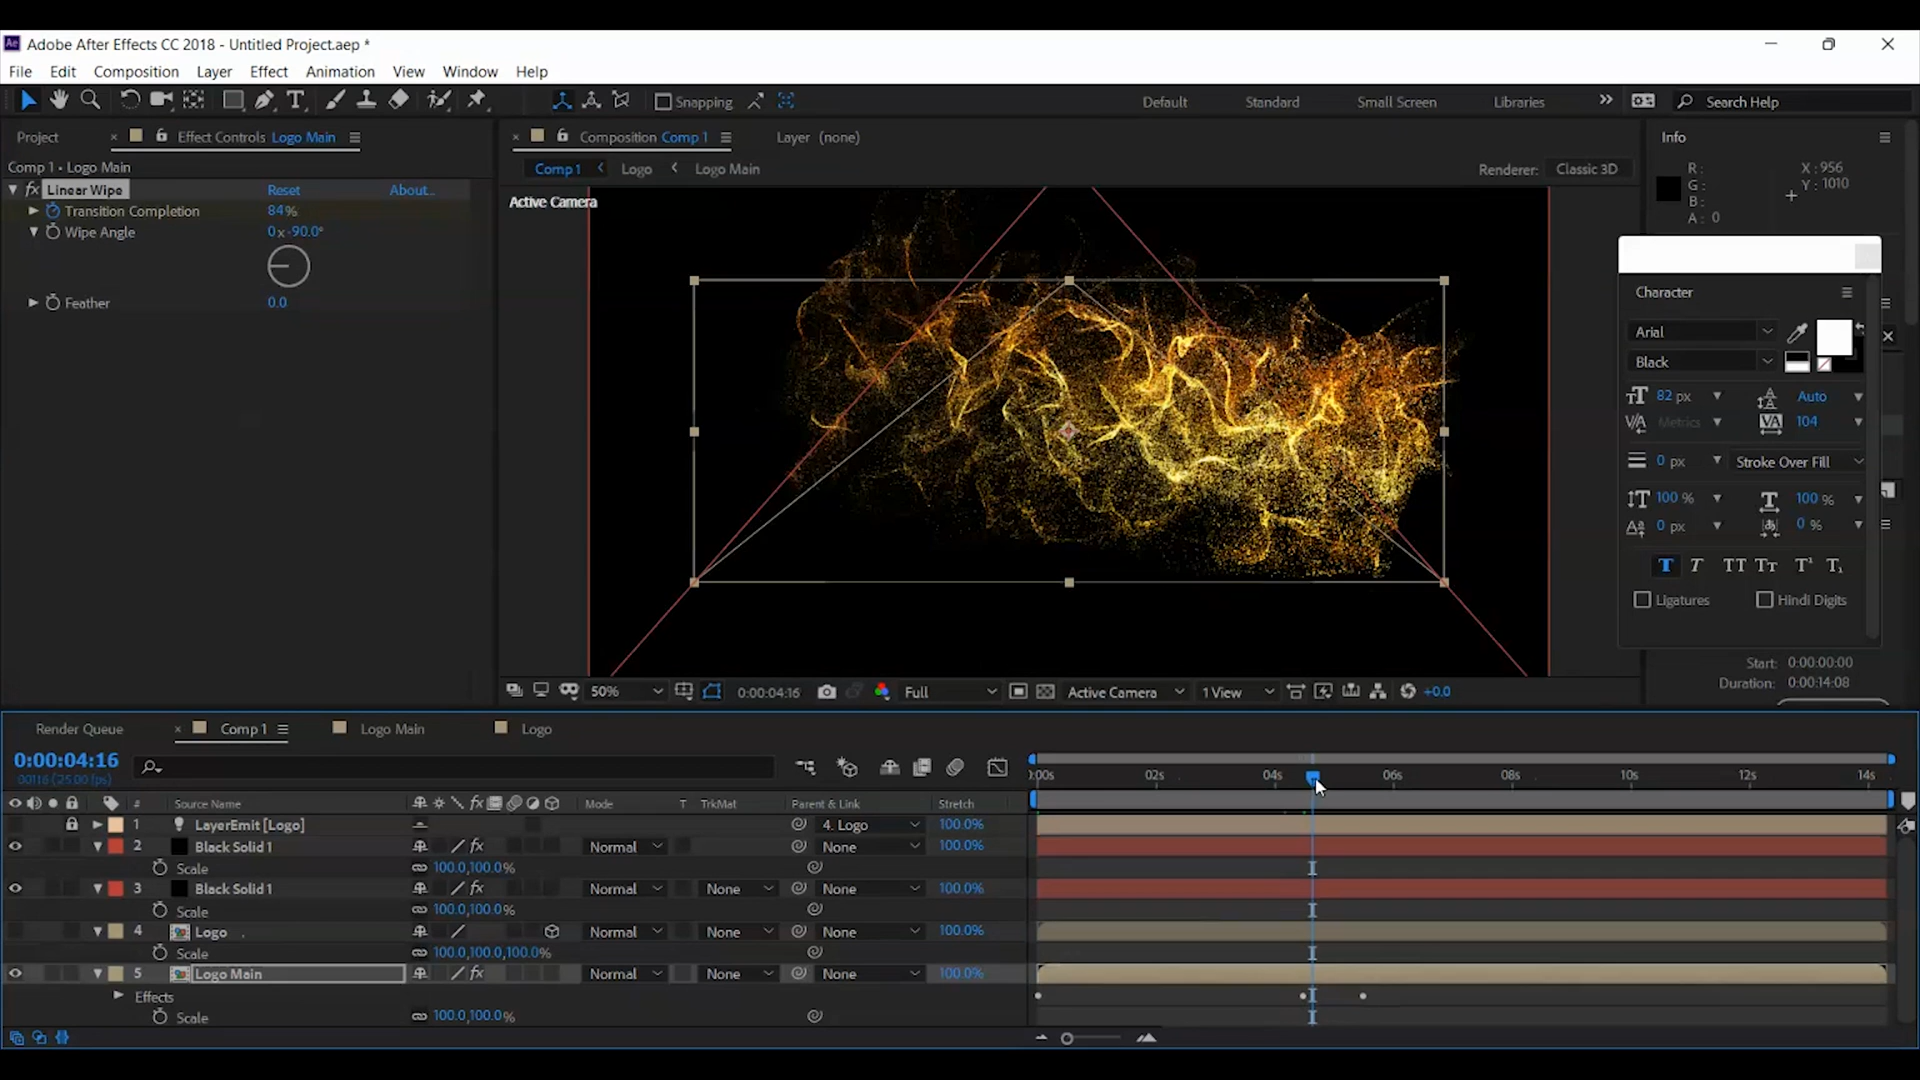 Adobe After Effects CC 2018 - Untitled Project.aep *
File Edit Composition Layer Effect Animation View Window Help
Snapping Default Standard Small Screen Libraries Search Help
Project Effect Controls Logo Main Composition Comp 1 Layer (none) Info
Comp 1 • Logo Main Comp 1 Logo Logo Main Renderer: Classic 3D
fx Linear Wipe Reset About...
Transition Completion 84%
Wipe Angle 0x-90.0°
Feather 0.0
Active Camera
R: X: 956
G: Y: 1010
B:
A: 0
Character
Arial
Black
82 px Auto
Metrics 104
0 px Stroke Over Fill
100 % 100 %
0 px 0 %
T T TT Tт T¹ T₁
Ligatures Hindi Digits
Start: 0:00:00:00
Duration: 0:00:14:08
50% 0:00:04:16 Full Active Camera 1 View +0.0
Render Queue Comp 1 Logo Main Logo
0:00:04:16
00116 (25.00 fps)
:00s 02s 04s 06s 08s 10s 12s 14s
# Source Name Mode T TrkMat Parent & Link Stretch
1 LayerEmit [Logo] 4. Logo 100.0%
2 Black Solid 1 fx Normal None 100.0%
Scale 100.0,100.0%
3 Black Solid 1 fx Normal None None 100.0%
Scale 100.0,100.0%
4 Logo Normal None None 100.0%
Scale 100.0,100.0,100.0%
5 Logo Main fx Normal None None 100.0%
Effects
Scale 100.0,100.0%